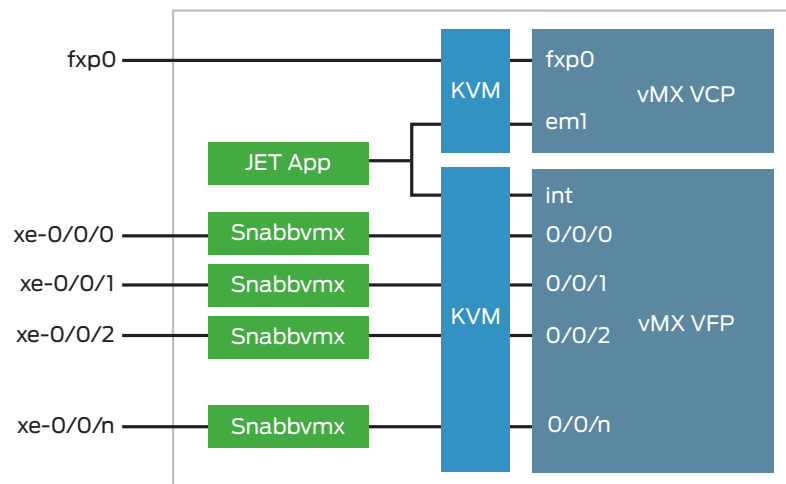 fxp0
KVM
fxp0
vMX VCP
em1
JET App
int
xe-0/0/0
Snabbvmx
0/0/0
xe-0/0/1
Snabbvmx
0/0/1
KVM
vMX VFP
xe-0/0/2
Snabbvmx
0/0/2
xe-0/0/n
Snabbvmx
0/0/n